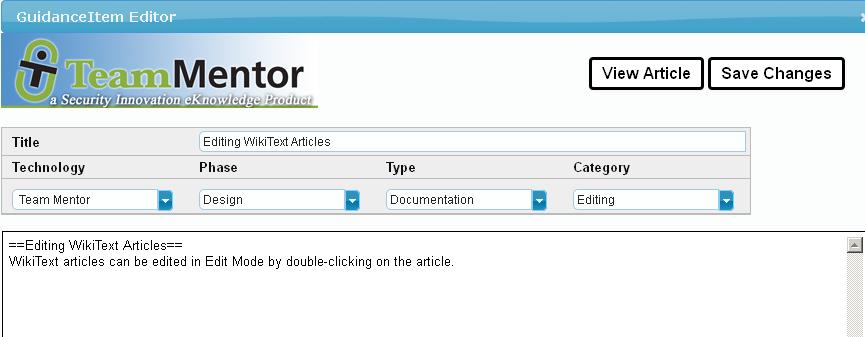 GuidanceItem Editor
TeamMentor
a Security Innovation eKnowledge Product
View Article Save Changes
Title Editing WikiText Articles
Technology Phase Type Category
Team Mentor Design Documentation Editing
==Editing WikiText Articles==
WikiText articles can be edited in Edit Mode by double-clicking on the article.